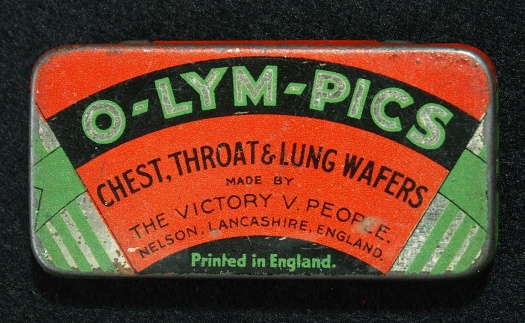 O-LYM-PICS
CHEST, THROAT & LUNG WAFERS
MADE BY
THE VICTORY V. PEOPLE.
NELSON, LANCASHIRE, ENGLAND.
Printed in England.